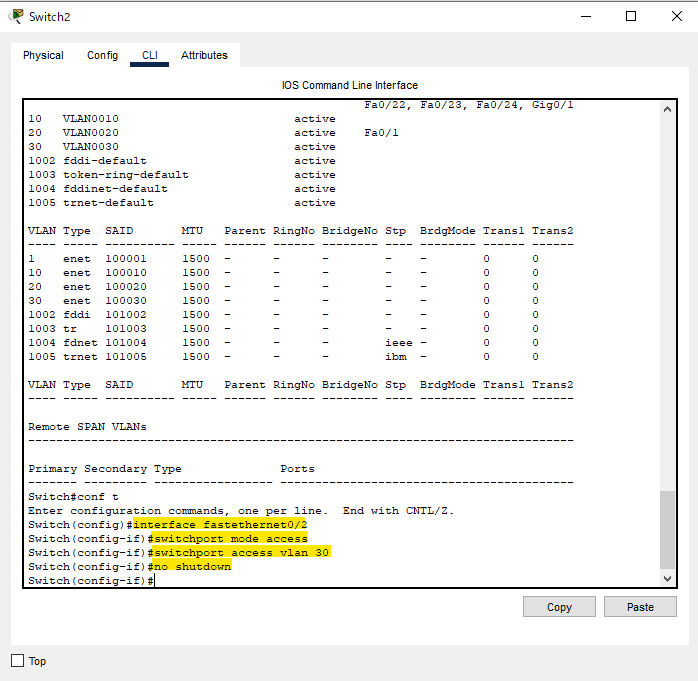 Switch2
Physical Config CLI Attributes
IOS Command Line Interface
Fa0/22, Fa0/23, Fa0/24, Gig0/1
10 VLAN0010 active
20 VLAN0020 active Fa0/1
30 VLAN0030 active
1002 fddi-default active
1003 token-ring-default active
1004 fddinet-default active
1005 trnet-default active
VLAN Type SAID MTU Parent RingNo BridgeNo Stp BrdgMode Trans1 Trans2
---- ----- ---------- ----- ------ ------ -------- ---- -------- ------ ------
1 enet 100001 1500 - - - - - 0 0
10 enet 100010 1500 - - - - - 0 0
20 enet 100020 1500 - - - - - 0 0
30 enet 100030 1500 - - - - - 0 0
1002 fddi 101002 1500 - - - - - 0 0
1003 tr 101003 1500 - - - - - 0 0
1004 fdnet 101004 1500 - - - ieee - 0 0
1005 trnet 101005 1500 - - - ibm - 0 0
VLAN Type SAID MTU Parent RingNo BridgeNo Stp BrdgMode Trans1 Trans2
---- ----- ---------- ----- ------ ------ -------- ---- -------- ------ ------
Remote SPAN VLANs
------------------------------------------------------------------------------
Primary Secondary Type Ports
------- --------- ----------------- ------------------------------------------
Switch#conf t
Enter configuration commands, one per line. End with CNTL/Z.
Switch(config)#interface fastethernet0/2
Switch(config-if)#switchport mode access
Switch(config-if)#switchport access vlan 30
Switch(config-if)#no shutdown
Switch(config-if)#
Copy Paste
Top